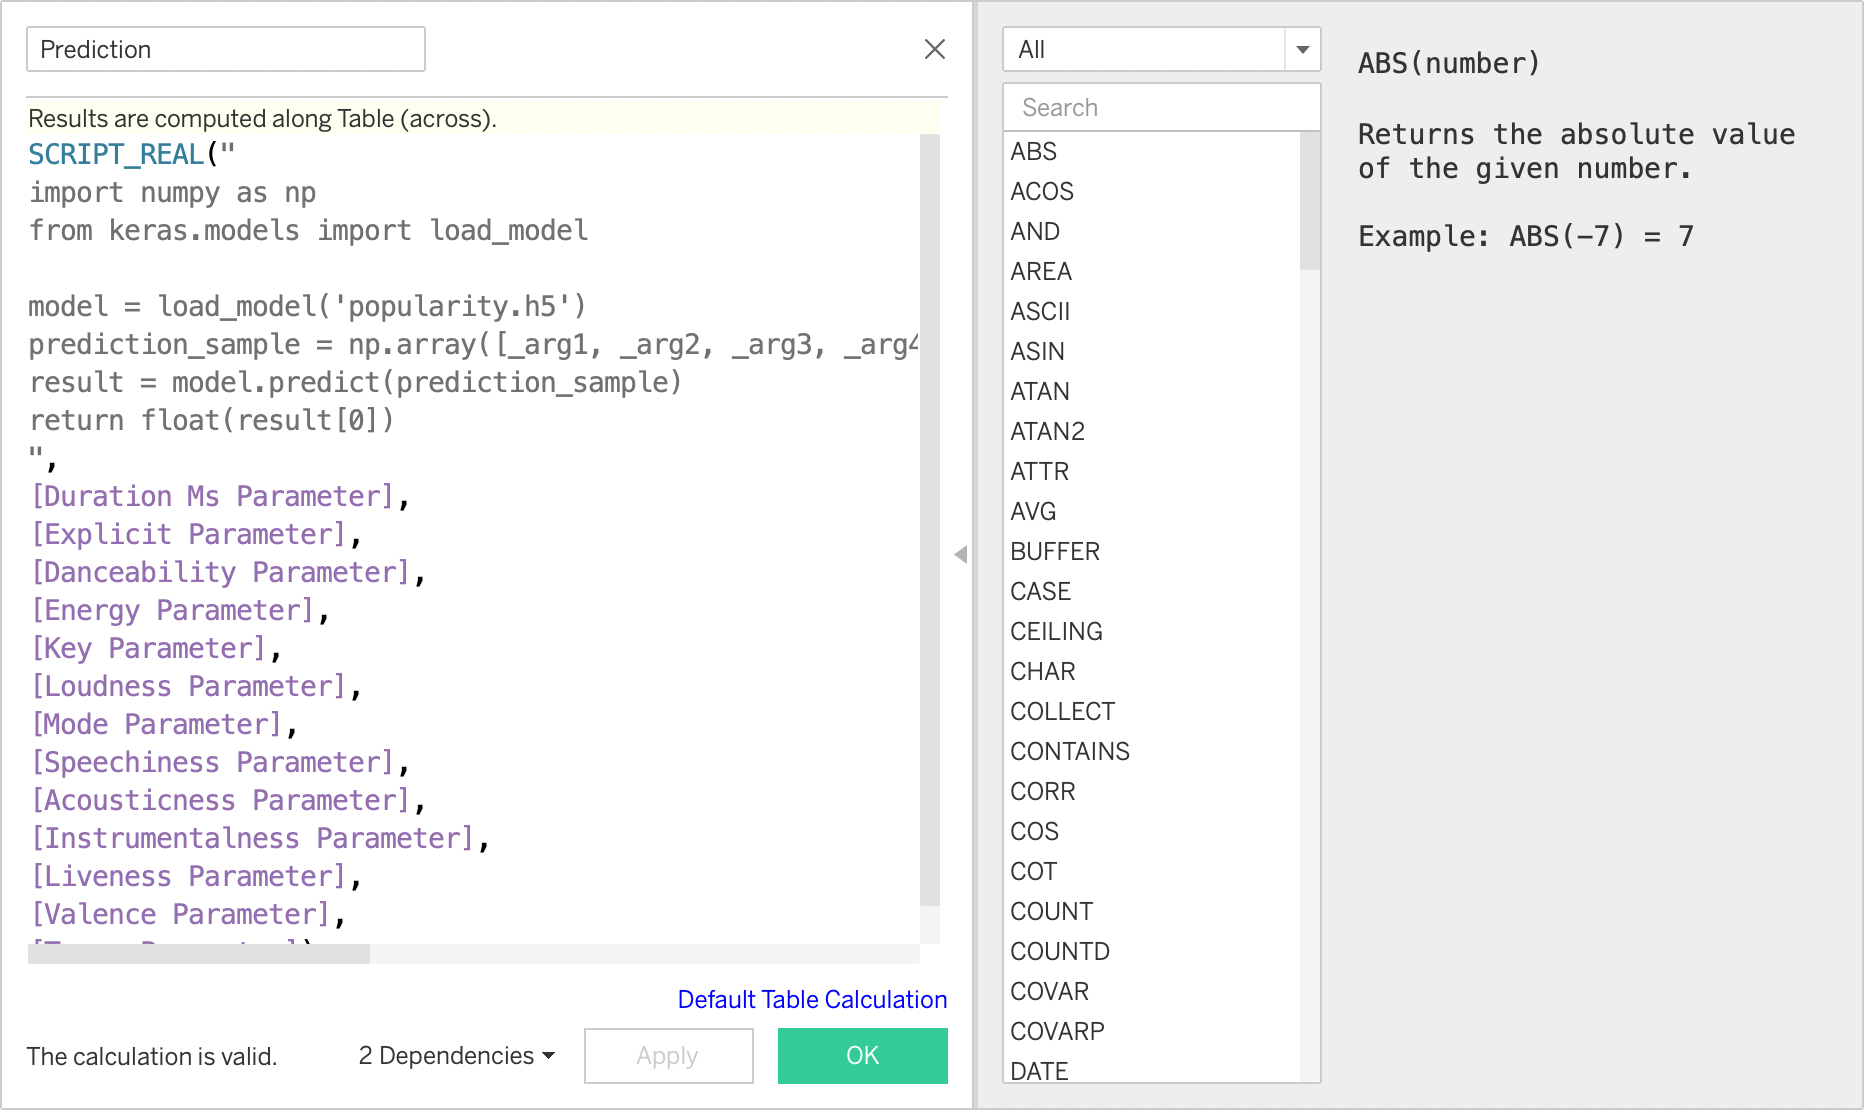 Prediction
Results are computed along Table (across).
SCRIPT_REAL("
import numpy as np
from keras.models import load_model
model = load_model('popularity.h5')
prediction_sample = np.array([_arg1, _arg2, _arg3, _arg4
result = model.predict(prediction_sample)
return float(result[0])
",
[Duration Ms Parameter],
[Explicit Parameter],
[Danceability Parameter],
[Energy Parameter],
[Key Parameter],
[Loudness Parameter],
[Mode Parameter],
[Speechiness Parameter],
[Acousticness Parameter],
[Instrumentalness Parameter],
[Liveness Parameter],
[Valence Parameter],
Default Table Calculation
The calculation is valid.
2 Dependencies
Apply
OK
All
Search
ABS
ACOS
AND
AREA
ASCII
ASIN
ATAN
ATAN2
ATTR
AVG
BUFFER
CASE
CEILING
CHAR
COLLECT
CONTAINS
CORR
COS
COT
COUNT
COUNTD
COVAR
COVARP
DATE
ABS(number)
Returns the absolute value
of the given number.
Example: ABS(-7) = 7